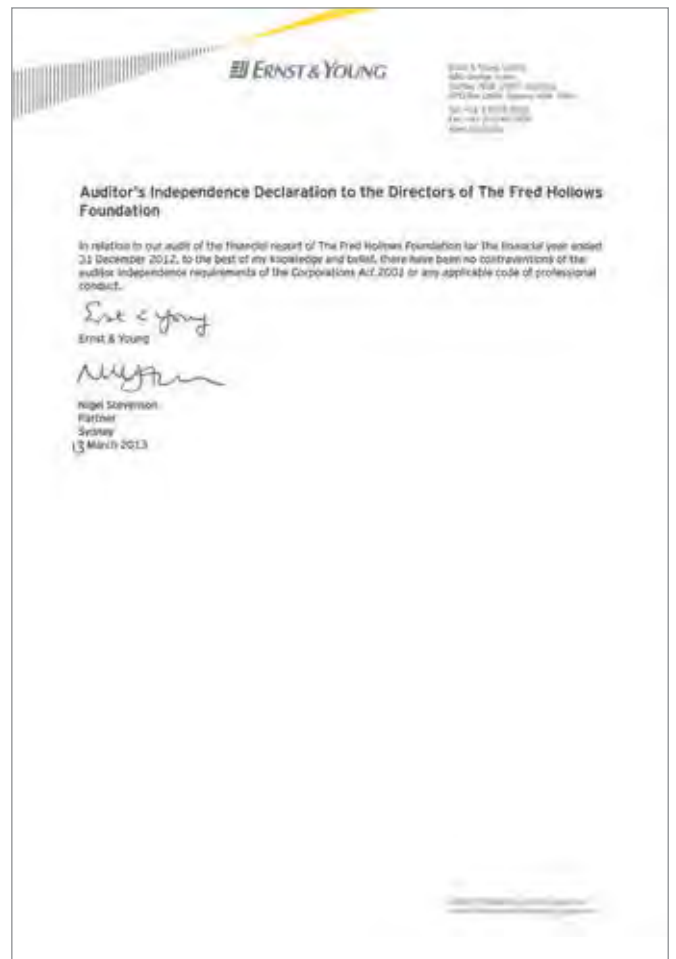 ERNST & YOUNG
Auditor's Independence Declaration to the Directors of The Fred Hollows
Foundation
In relation to our audit of the financial report of The Fred Hollows Foundation for the financial year ended
31 December 2012, to the best of my knowledge and belief, there have been no contraventions of the
auditor independence requirements of the Corporations Act 2001 or any applicable code of professional
conduct.
Ernst & Young
Ernst & Young
Nigel Stevenson
Partner
Sydney
13 March 2013